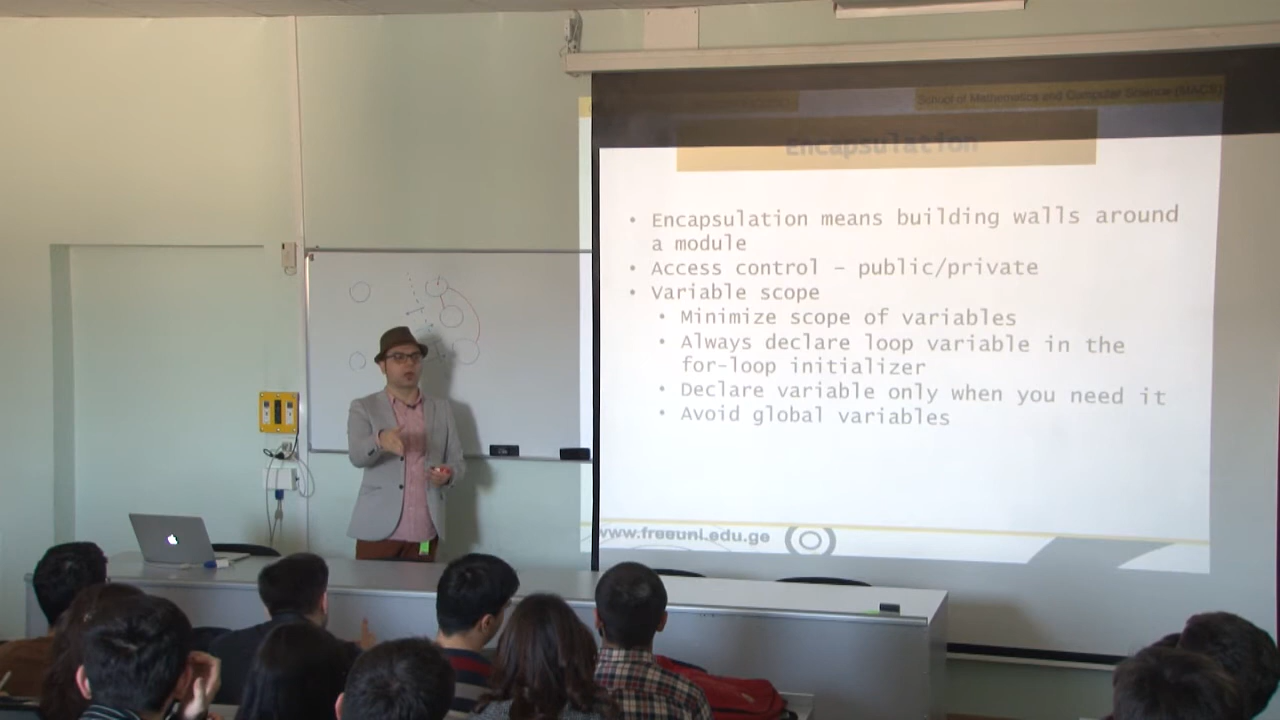 School of Mathematics and Computer Science (MACS)
Encapsulation
• Encapsulation means building walls around
a module
• Access control – public/private
• Variable scope
• Minimize scope of variables
• Always declare loop variable in the
for-loop initializer
• Declare variable only when you need it
• Avoid global variables
www.freeuni.edu.ge